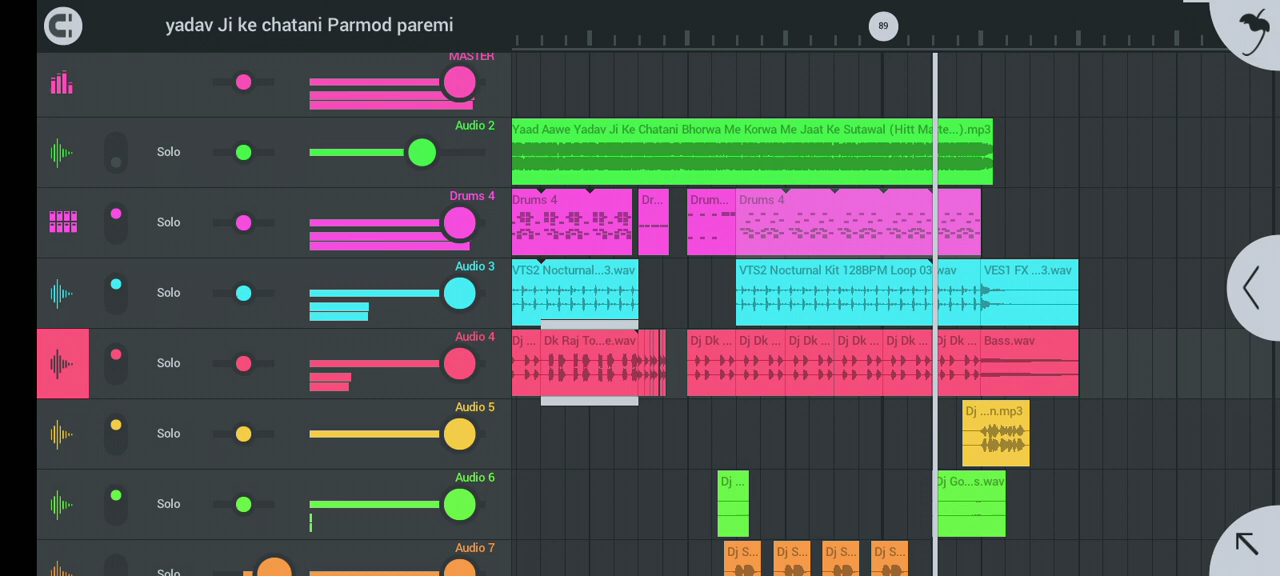 yadav Ji ke chatani Parmod paremi
89
MASTER
Audio 2
Yaad Aawe Yadav Ji Ke Chatani Bhorwa Me Korwa Me Jaat Ke Sutawal (Hitt Ma te...).mp3
Solo
Drums 4
Drums 4 Dr... Drum... Drums 4
Solo
Audio 3
VTS2 Nocturnal...3.wav VTS2 Nocturnal Kit 128BPM Loop 03 wav VES1 FX ...3.wav
Solo
Audio 4
Dj ... Dk Raj To...e.wav Dj Dk ... Dj Dk ... Dj Dk ... Dj Dk ... Dj Dk ... Dj Dk ... Bass.wav
Solo
Audio 5
Dj ...n.mp3
Solo
Audio 6
Dj ... Dj Go...s.wav
Solo
Audio 7
Dj S... Dj S... Dj S... Dj S...
Solo